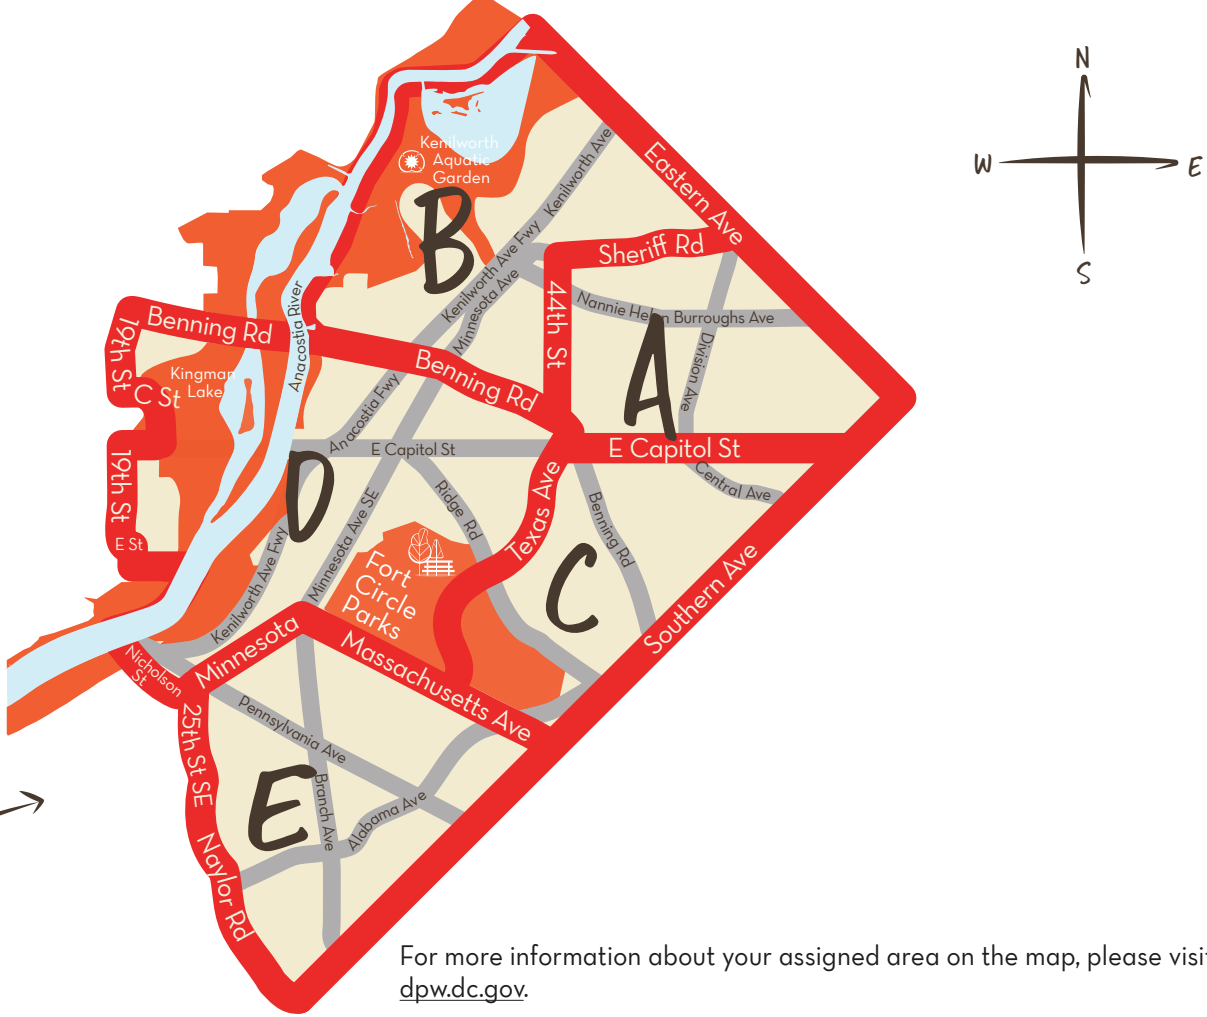 N
W
E
S
Kenilworth
Aquatic
Garden
B
Kenilworth Ave
Eastern Ave
Kenilworth Ave Fwy
Minnesota Ave
Sheriff Rd
44th St
Nannie Helen Burroughs Ave
Division Ave
A
Anacostia River
Benning Rd
Benning Rd
19th St
C St
Kingman
Lake
Anacostia Fwy
E Capitol St
E Capitol St
Central Ave
19th St
E St
D
Minnesota Ave SE
Ridge Rd
Texas Ave
Benning Rd
C
Southern Ave
Kenilworth Ave Fwy
Fort
Circle
Parks
Minnesota
Massachusetts Ave
Nicholson
St
25th St SE
Pennsylvania Ave
Branch Ave
Alabama Ave
E
Naylor Rd
For more information about your assigned area on the map, please visit
dpw.dc.gov.